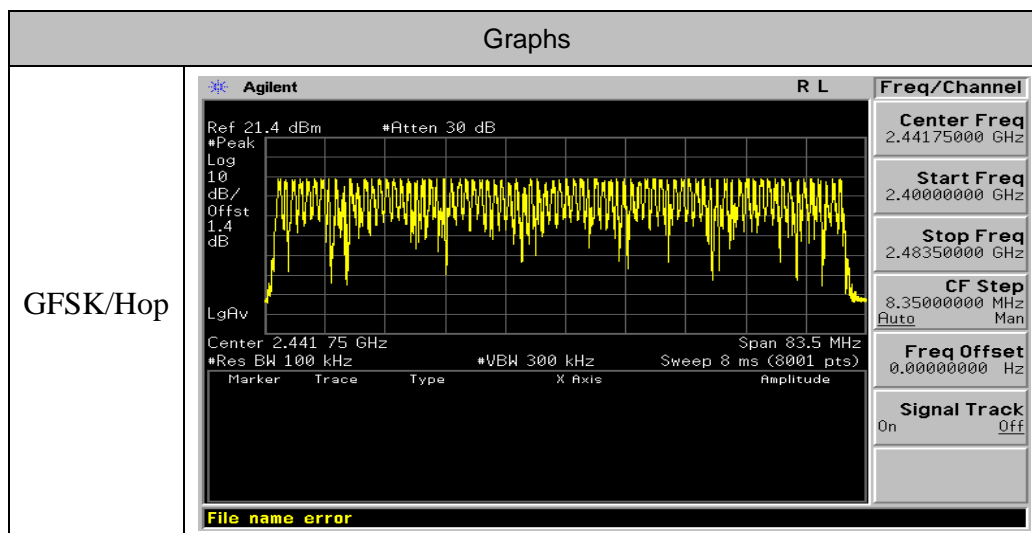 Graphs
GFSK/Hop
Agilent R L
Ref 21.4 dBm #Atten 30 dB
#Peak
Log
10
dB/
Offst
1.4
dB
LgAv
Center 2.441 75 GHz Span 83.5 MHz
#Res BW 100 kHz #VBW 300 kHz Sweep 8 ms (8001 pts)
Marker Trace Type X Axis Amplitude
File name error
Freq/Channel
Center Freq
2.44175000 GHz
Start Freq
2.40000000 GHz
Stop Freq
2.48350000 GHz
CF Step
8.35000000 MHz
Auto Man
Freq Offset
0.00000000 Hz
Signal Track
On Off